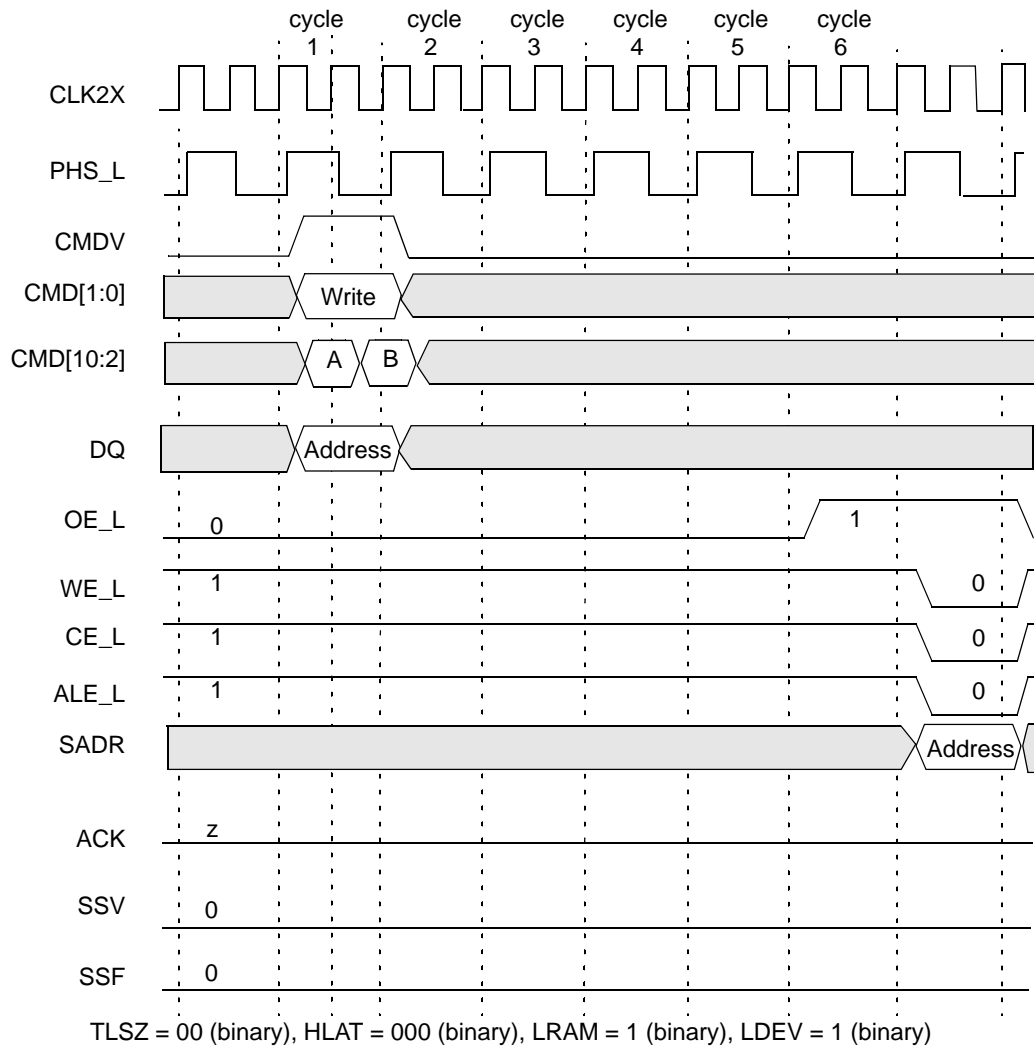 cycle cycle cycle cycle cycle cycle
1 2 3 4 5 6
CLK2X
PHS_L
CMDV
CMD[1:0] Write
CMD[10:2] A B
DQ Address
OE_L 0 1
WE_L 1 0
CE_L 1 0
ALE_L 1 0
SADR Address
ACK z
SSV 0
SSF 0
TLSZ = 00 (binary), HLAT = 000 (binary), LRAM = 1 (binary), LDEV = 1 (binary)